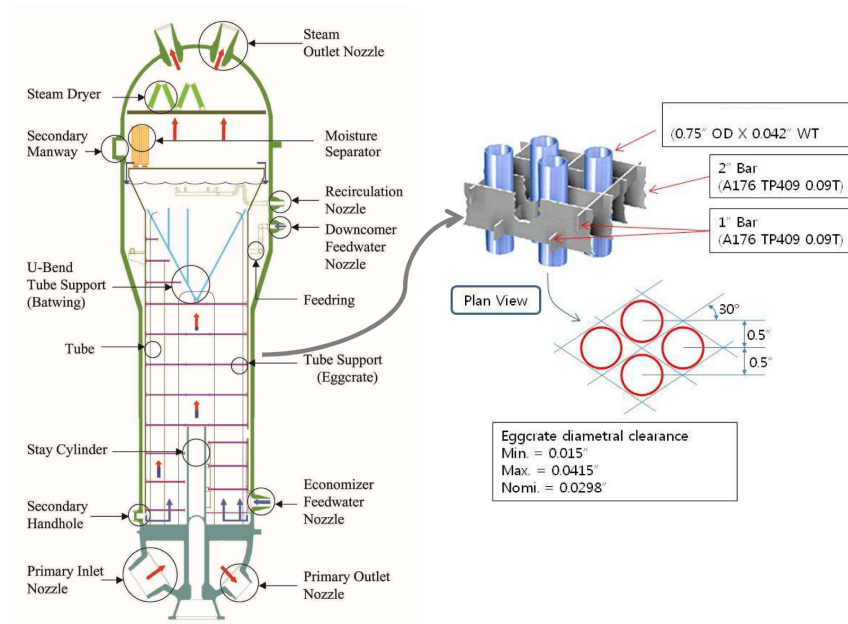 Steam
Outlet Nozzle
Steam Dryer
Secondary
Manway
Moisture
Separator
Recirculation
Nozzle
Downcomer
Feedwater
Nozzle
U-Bend
Tube Support
(Batwing)
Feedring
Tube
Tube Support
(Eggcrate)
Stay Cylinder
Economizer
Feedwater
Nozzle
Secondary
Handhole
Primary Inlet
Nozzle
Primary Outlet
Nozzle
(0.75" OD X 0.042" WT
2" Bar
(A176 TP409 0.09T)
1" Bar
(A176 TP409 0.09T)
Plan View
30°
0.5"
0.5"
Eggcrate diametral clearance
Min. = 0.015"
Max. = 0.0415"
Nomi. = 0.0298"